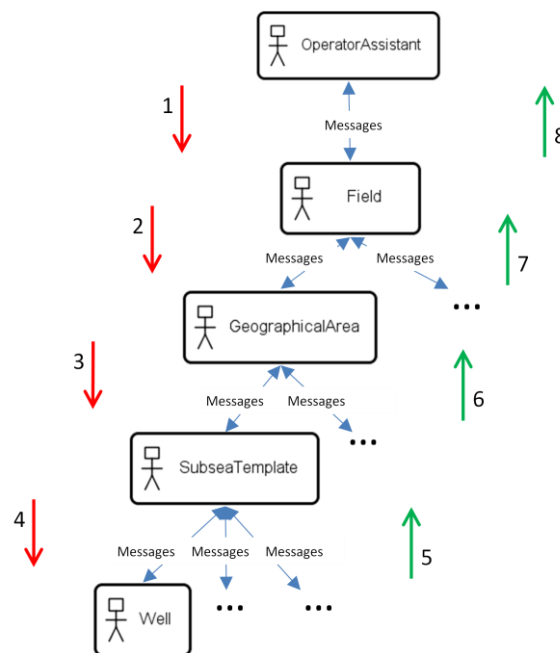 OperatorAssistant
1
8
Messages
Field
2
7
Messages Messages
...
GeographicalArea
3
6
Messages Messages
...
SubseaTemplate
4
5
Messages Messages Messages
... ...
Well